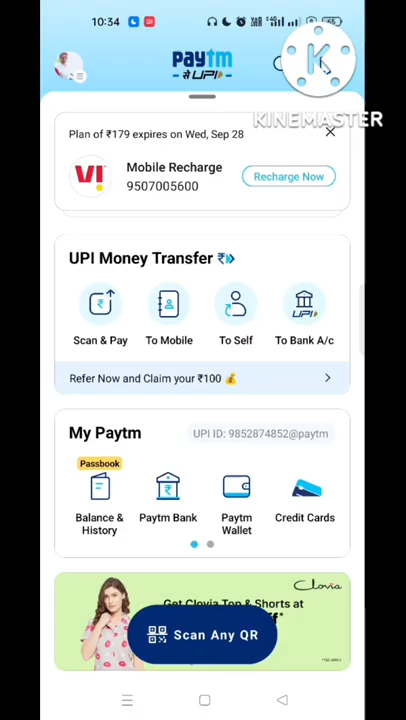 10:34
65
paytm
से UPI
KINEMASTER
Plan of ₹179 expires on Wed, Sep 28
VI
Mobile Recharge
9507005600
Recharge Now
UPI Money Transfer
Scan & Pay
To Mobile
To Self
UPI
To Bank A/c
Refer Now and Claim your ₹100 💰
My Paytm
UPI ID: 9852874852@paytm
Passbook
Balance & History
Paytm Bank
Paytm Wallet
Credit Cards
Clovia
Get Clovia Top & Shorts at
Scan Any QR